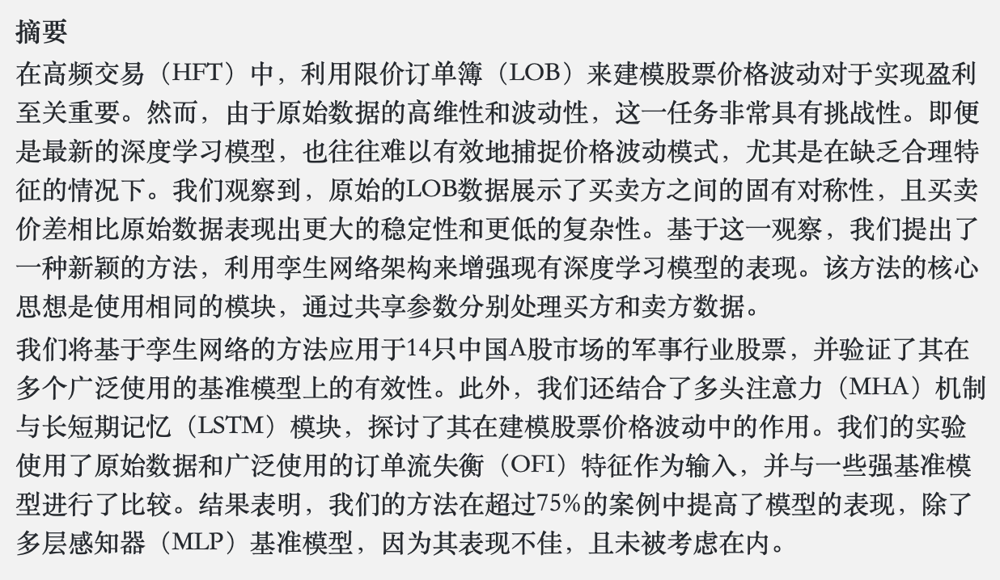 摘要
在高频交易（HFT）中，利用限价订单簿（LOB）来建模股票价格波动对于实现盈利
至关重要。然而，由于原始数据的高维性和波动性，这一任务非常具有挑战性。即便
是最新的深度学习模型，也往往难以有效地捕捉价格波动模式，尤其是在缺乏合理特
征的情况下。我们观察到，原始的LOB数据展示了买卖方之间的固有对称性，且买卖
价差相比原始数据表现出更大的稳定性和更低的复杂性。基于这一观察，我们提出了
一种新颖的方法，利用孪生网络架构来增强现有深度学习模型的表现。该方法的核心
思想是使用相同的模块，通过共享参数分别处理买方和卖方数据。
我们将基于孪生网络的方法应用于14只中国A股市场的军事行业股票，并验证了其在
多个广泛使用的基准模型上的有效性。此外，我们还结合了多头注意力（MHA）机制
与长短期记忆（LSTM）模块，探讨了其在建模股票价格波动中的作用。我们的实验
使用了原始数据和广泛使用的订单流失衡（OFI）特征作为输入，并与一些强基准模
型进行了比较。结果表明，我们的方法在超过75%的案例中提高了模型的表现，除了
多层感知器（MLP）基准模型，因为其表现不佳，且未被考虑在内。